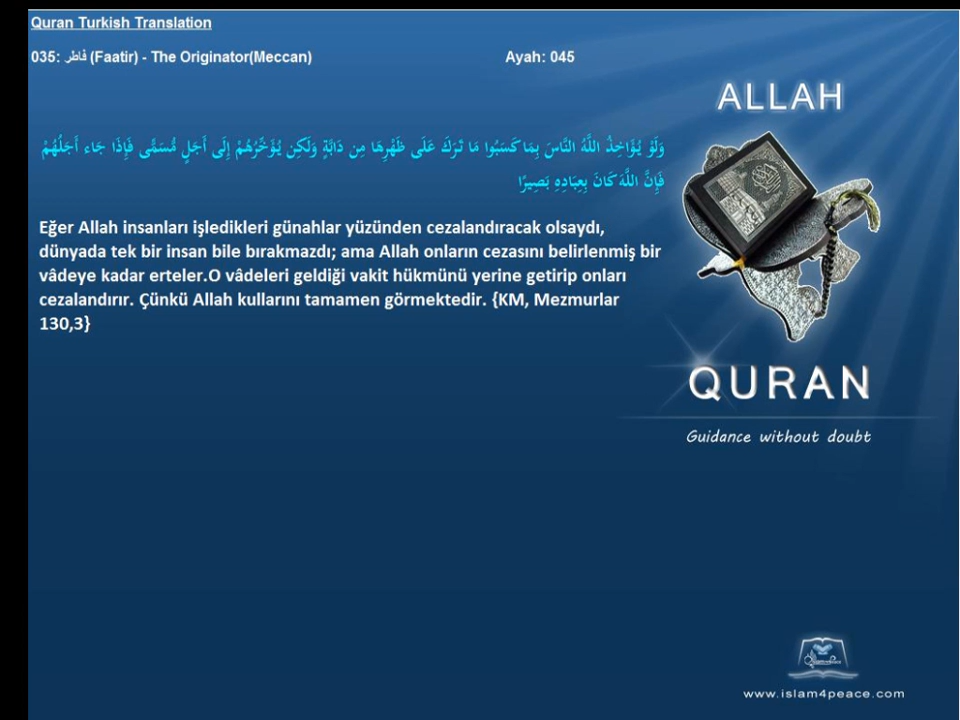 Quran Turkish Translation
035: فاطر (Faatir) - The Originator(Meccan)
Ayah: 045
ALLAH
وَلَوْ يُؤَاخِذُ اللَّهُ النَّاسَ بِمَا كَسَبُوا مَا تَرَكَ عَلَى ظَهْرِهَا مِن دَابَّةٍ وَلَكِن يُؤَخِّرُهُمْ إِلَى أَجَلٍ مُّسَمًّى فَإِذَا جَاء أَجَلُهُمْ
فَإِنَّ اللَّهَ كَانَ بِعِبَادِهِ بَصِيرًا
Eğer Allah insanları işledikleri günahlar yüzünden cezalandıracak olsaydı,
dünyada tek bir insan bile bırakmazdı; ama Allah onların cezasını belirlenmiş bir
vâdeye kadar erteler.O vâdeleri geldiği vakit hükmünü yerine getirip onları
cezalandırır. Çünkü Allah kullarını tamamen görmektedir. {KM, Mezmurlar
130,3}
QURAN
Guidance without doubt
www.islam4peace.com